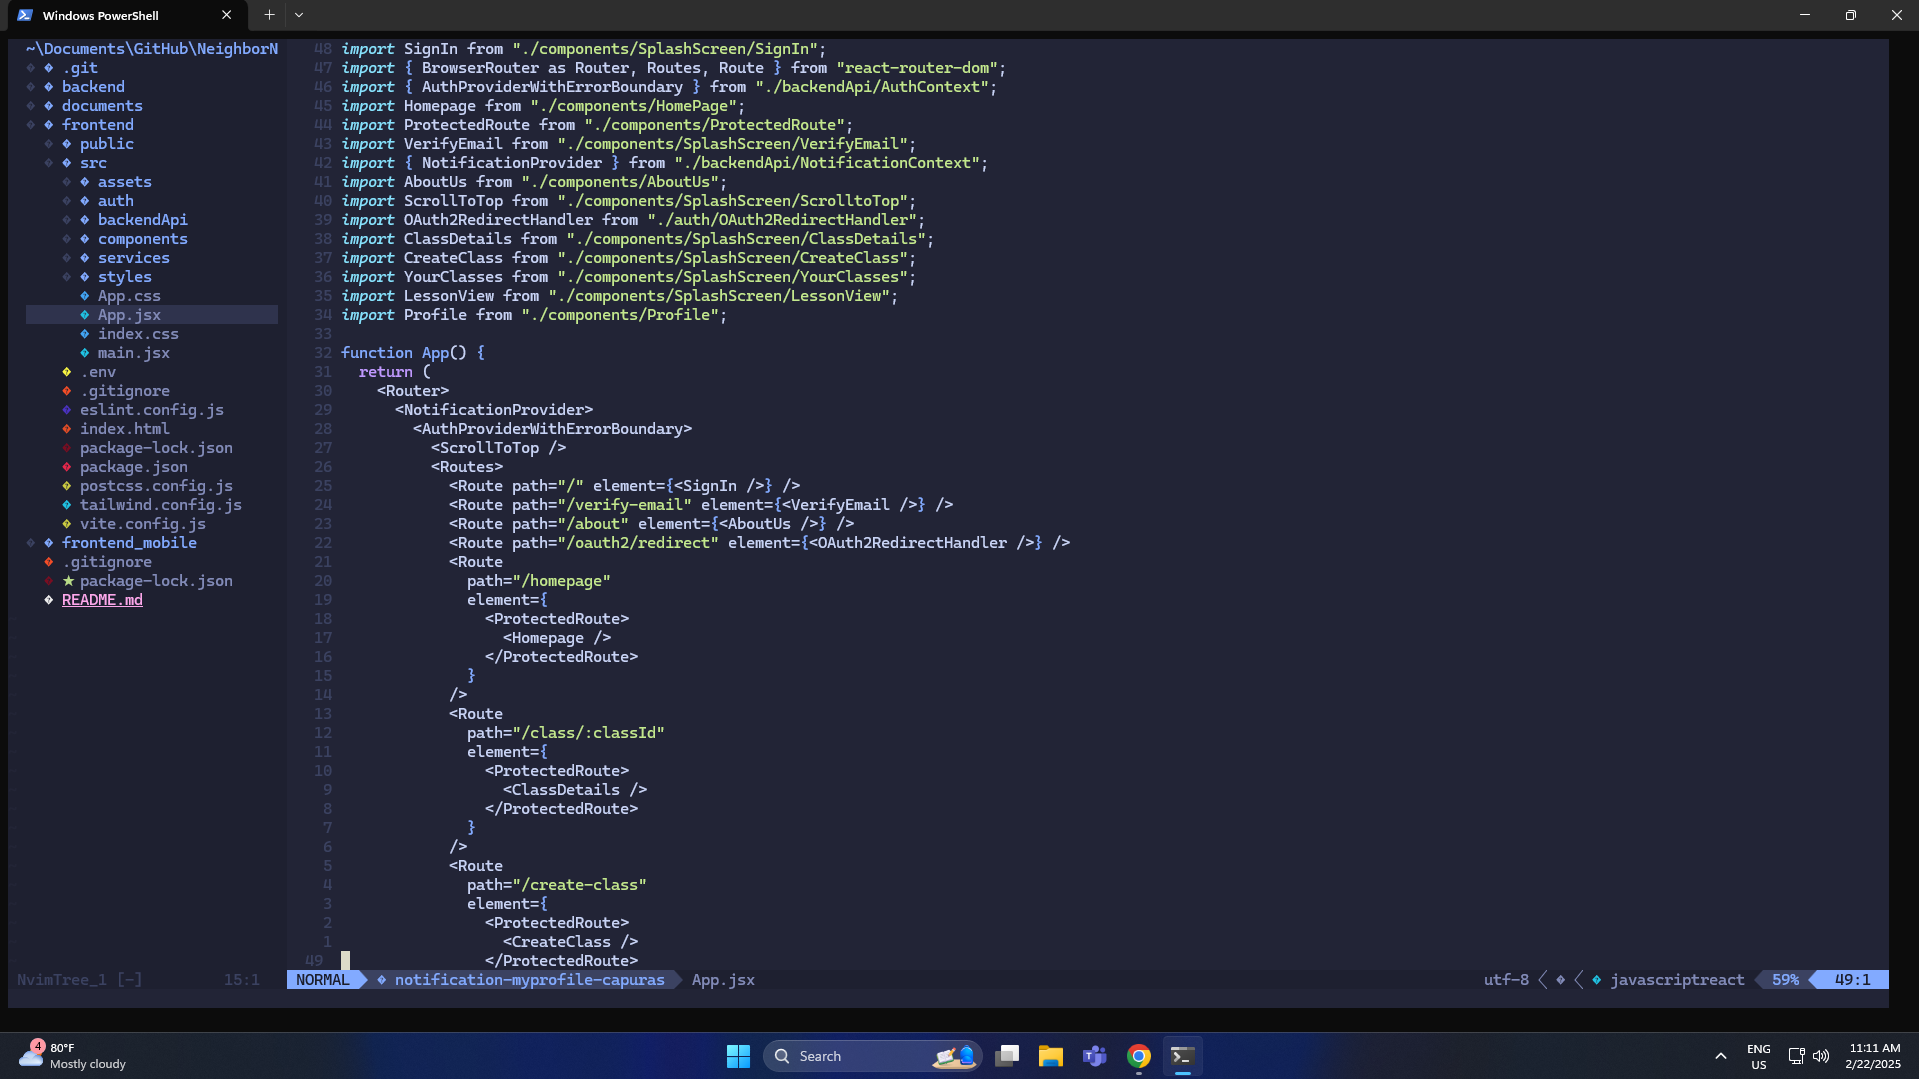 Windows PowerShell
~\Documents\GitHub\NeighborN
.git
backend
documents
frontend
public
src
assets
auth
backendApi
components
services
styles
App.css
App.jsx
index.css
main.jsx
.env
.gitignore
eslint.config.js
index.html
package-lock.json
package.json
postcss.config.js
tailwind.config.js
vite.config.js
frontend_mobile
.gitignore
★ package-lock.json
README.md
NvimTree_1 [-] 15:1
48 import SignIn from "./components/SplashScreen/SignIn";
47 import { BrowserRouter as Router, Routes, Route } from "react-router-dom";
46 import { AuthProviderWithErrorBoundary } from "./backendApi/AuthContext";
45 import Homepage from "./components/HomePage";
44 import ProtectedRoute from "./components/ProtectedRoute";
43 import VerifyEmail from "./components/SplashScreen/VerifyEmail";
42 import { NotificationProvider } from "./backendApi/NotificationContext";
41 import AboutUs from "./components/AboutUs";
40 import ScrollToTop from "./components/SplashScreen/ScrolltoTop";
39 import OAuth2RedirectHandler from "./auth/OAuth2RedirectHandler";
38 import ClassDetails from "./components/SplashScreen/ClassDetails";
37 import CreateClass from "./components/SplashScreen/CreateClass";
36 import YourClasses from "./components/SplashScreen/YourClasses";
35 import LessonView from "./components/SplashScreen/LessonView";
34 import Profile from "./components/Profile";
33
32 function App() {
31 return (
30 <Router>
29 <NotificationProvider>
28 <AuthProviderWithErrorBoundary>
27 <ScrollToTop />
26 <Routes>
25 <Route path="/" element={<SignIn />} />
24 <Route path="/verify-email" element={<VerifyEmail />} />
23 <Route path="/about" element={<AboutUs />} />
22 <Route path="/oauth2/redirect" element={<OAuth2RedirectHandler />} />
21 <Route
20 path="/homepage"
19 element={
18 <ProtectedRoute>
17 <Homepage />
16 </ProtectedRoute>
15 }
14 />
13 <Route
12 path="/class/:classId"
11 element={
10 <ProtectedRoute>
9 <ClassDetails />
8 </ProtectedRoute>
7 }
6 />
5 <Route
4 path="/create-class"
3 element={
2 <ProtectedRoute>
1 <CreateClass />
49 </ProtectedRoute>
NORMAL notification-myprofile-capuras App.jsx utf-8 javascriptreact 59% 49:1
4
80°F
Mostly cloudy
Search
ENG
US
11:11 AM
2/22/2025